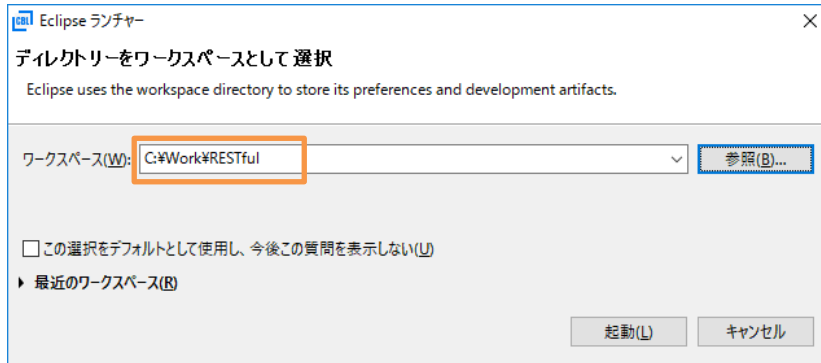 CBL Eclipse ランチャー
ディレクトリーをワークスペースとして選択
Eclipse uses the workspace directory to store its preferences and development artifacts.
ワークスペース(W): C:¥Work¥RESTful 参照(B)...
この選択をデフォルトとして使用し、今後この質問を表示しない(U)
最近のワークスペース(R)
起動(L) キャンセル